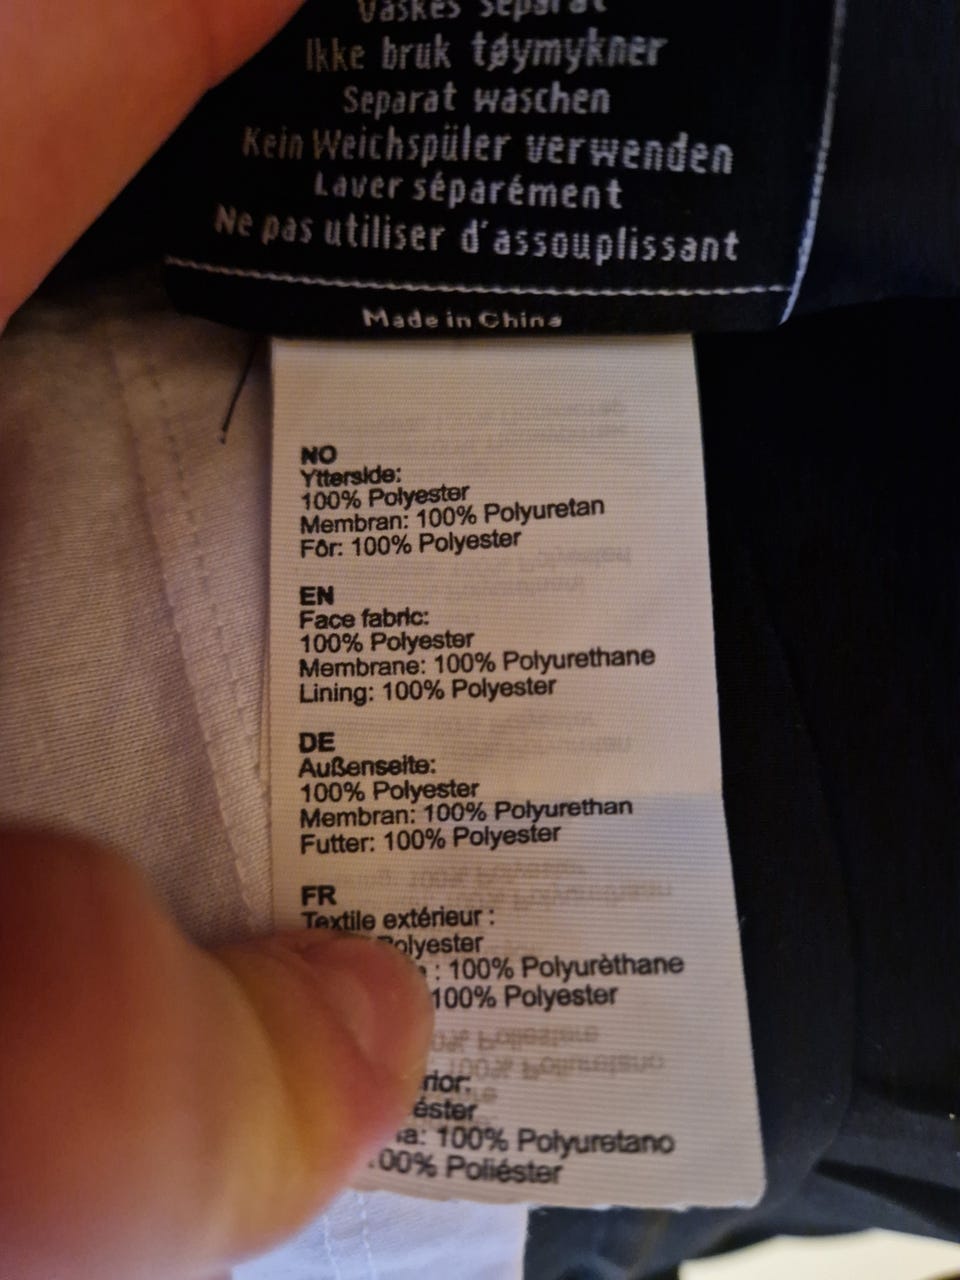 Vaskes separat
Ikke bruk tøymykner
Separat waschen
Kein Weichspüler verwenden
Laver séparément
Ne pas utiliser d'assouplissant
Made in China
NO
Ytterside:
100% Polyester
Membran: 100% Polyuretan
Fôr: 100% Polyester
EN
Face fabric:
100% Polyester
Membrane: 100% Polyurethane
Lining: 100% Polyester
DE
Außenseite:
100% Polyester
Membran: 100% Polyurethan
Futter: 100% Polyester
FR
Textile extérieur :
Polyester
: 100% Polyurèthane
100% Polyester
rior:
éster
a: 100% Polyuretano
00% Poliéster